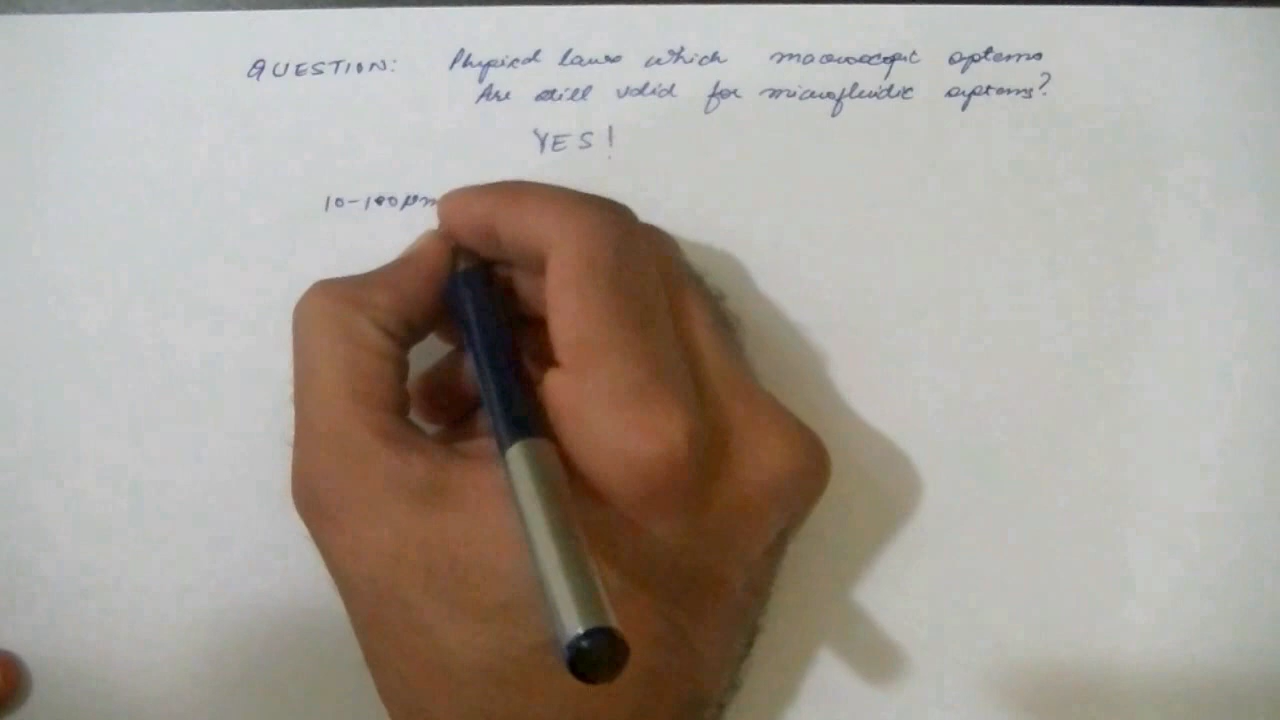 QUESTION: Physical laws which macroscopic systems
Are still valid for microfluidic systems?
YES!
10-100μm